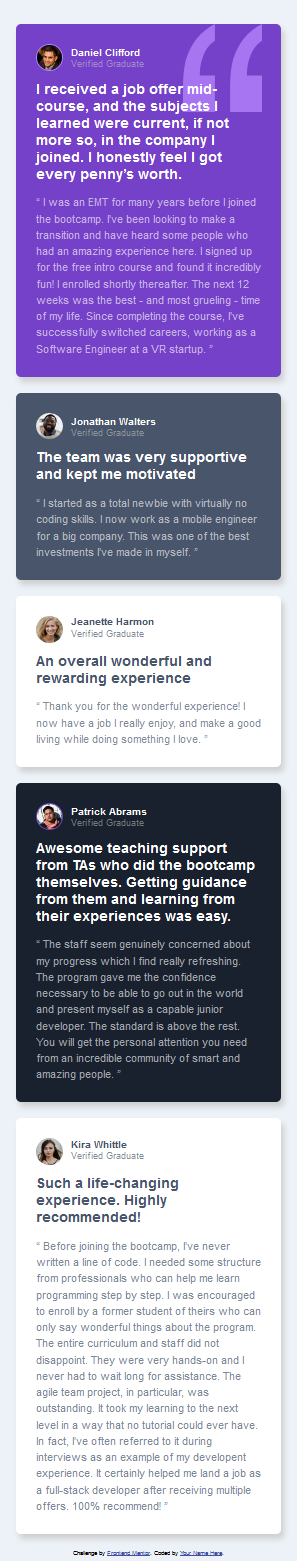 Daniel Clifford
Verified Graduate
I received a job offer mid-
course, and the subjects I
learned were current, if not
more so, in the company I
joined. I honestly feel I got
every penny’s worth.
“ I was an EMT for many years before I joined
the bootcamp. I've been looking to make a
transition and have heard some people who
had an amazing experience here. I signed up
for the free intro course and found it incredibly
fun! I enrolled shortly thereafter. The next 12
weeks was the best - and most grueling - time
of my life. Since completing the course, I've
successfully switched careers, working as a
Software Engineer at a VR startup. ”
Jonathan Walters
Verified Graduate
The team was very supportive
and kept me motivated
“ I started as a total newbie with virtually no
coding skills. I now work as a mobile engineer
for a big company. This was one of the best
investments I've made in myself. ”
Jeanette Harmon
Verified Graduate
An overall wonderful and
rewarding experience
“ Thank you for the wonderful experience! I
now have a job I really enjoy, and make a good
living while doing something I love. ”
Patrick Abrams
Verified Graduate
Awesome teaching support
from TAs who did the bootcamp
themselves. Getting guidance
from them and learning from
their experiences was easy.
“ The staff seem genuinely concerned about
my progress which I find really refreshing.
The program gave me the confidence
necessary to be able to go out in the world
and present myself as a capable junior
developer. The standard is above the rest.
You will get the personal attention you need
from an incredible community of smart and
amazing people. ”
Kira Whittle
Verified Graduate
Such a life-changing
experience. Highly
recommended!
“ Before joining the bootcamp, I've never
written a line of code. I needed some structure
from professionals who can help me learn
programming step by step. I was encouraged
to enroll by a former student of theirs who can
only say wonderful things about the program.
The entire curriculum and staff did not
disappoint. They were very hands-on and I
never had to wait long for assistance. The
agile team project, in particular, was
outstanding. It took my learning to the next
level in a way that no tutorial could ever have.
In fact, I've often referred to it during
interviews as an example of my developent
experience. It certainly helped me land a job as
a full-stack developer after receiving multiple
offers. 100% recommend! ”
Challenge by Frontend Mentor. Coded by Your Name Here.